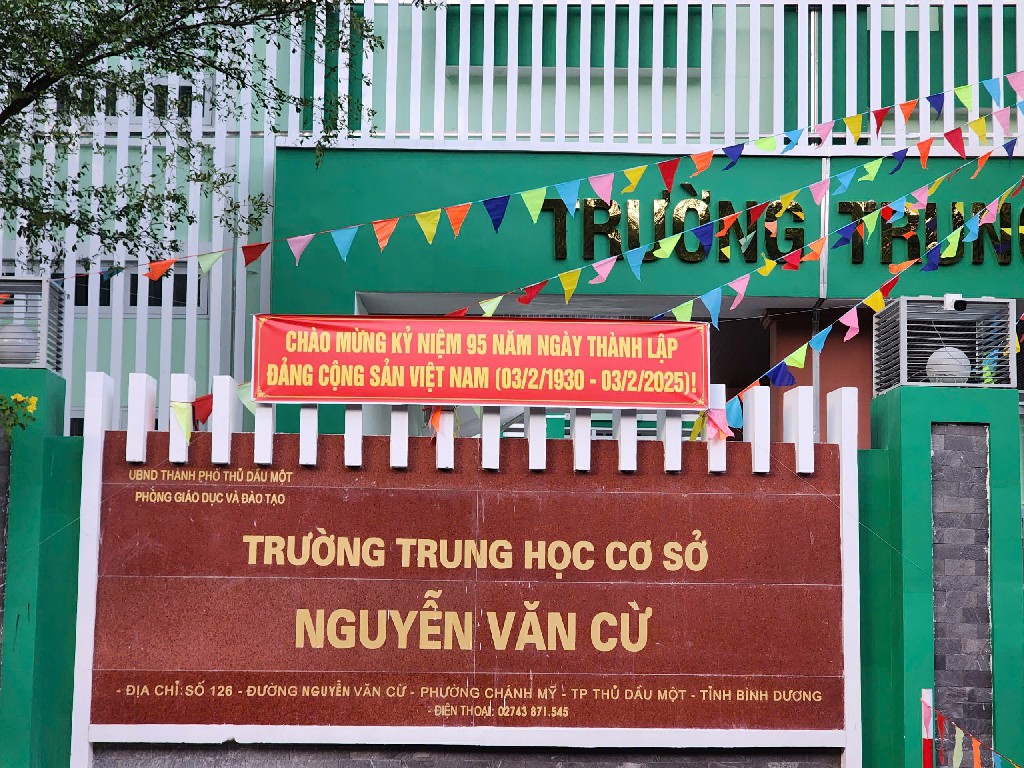 TRƯỜNG TRUNG
CHÀO MỪNG KỶ NIỆM 95 NĂM NGÀY THÀNH LẬP
ĐẢNG CỘNG SẢN VIỆT NAM (03/2/1930 - 03/2/2025)!
UBND THÀNH PHỐ THỦ DẦU MỘT
PHÒNG GIÁO DỤC VÀ ĐÀO TẠO
TRƯỜNG TRUNG HỌC CƠ SỞ
NGUYỄN VĂN CỪ
- ĐỊA CHỈ SỐ 126 - ĐƯỜNG NGUYỄN VĂN CỪ - PHƯỜNG CHÁNH MỸ - TP THỦ DẦU MỘT - TỈNH BÌNH DƯƠNG
- ĐIỆN THOẠI: 02743 871.545